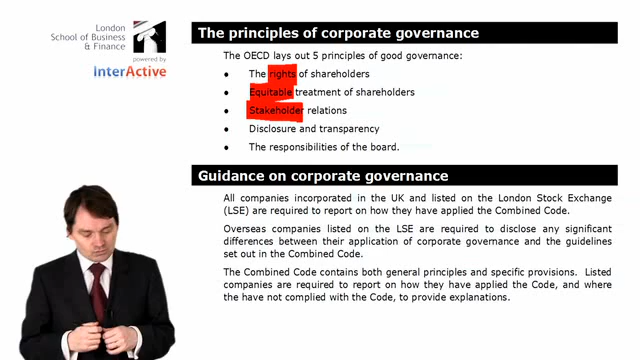 London
School of Business
& Finance
powered by
InterActive
The principles of corporate governance
The OECD lays out 5 principles of good governance:
● The rights of shareholders
● Equitable treatment of shareholders
● Stakeholder relations
● Disclosure and transparency
● The responsibilities of the board.
Guidance on corporate governance
All companies incorporated in the UK and listed on the London Stock Exchange
(LSE) are required to report on how they have applied the Combined Code.
Overseas companies listed on the LSE are required to disclose any significant
differences between their application of corporate governance and the guidelines
set out in the Combined Code.
The Combined Code contains both general principles and specific provisions. Listed
companies are required to report on how they have applied the Code, and where
the have not complied with the Code, to provide explanations.